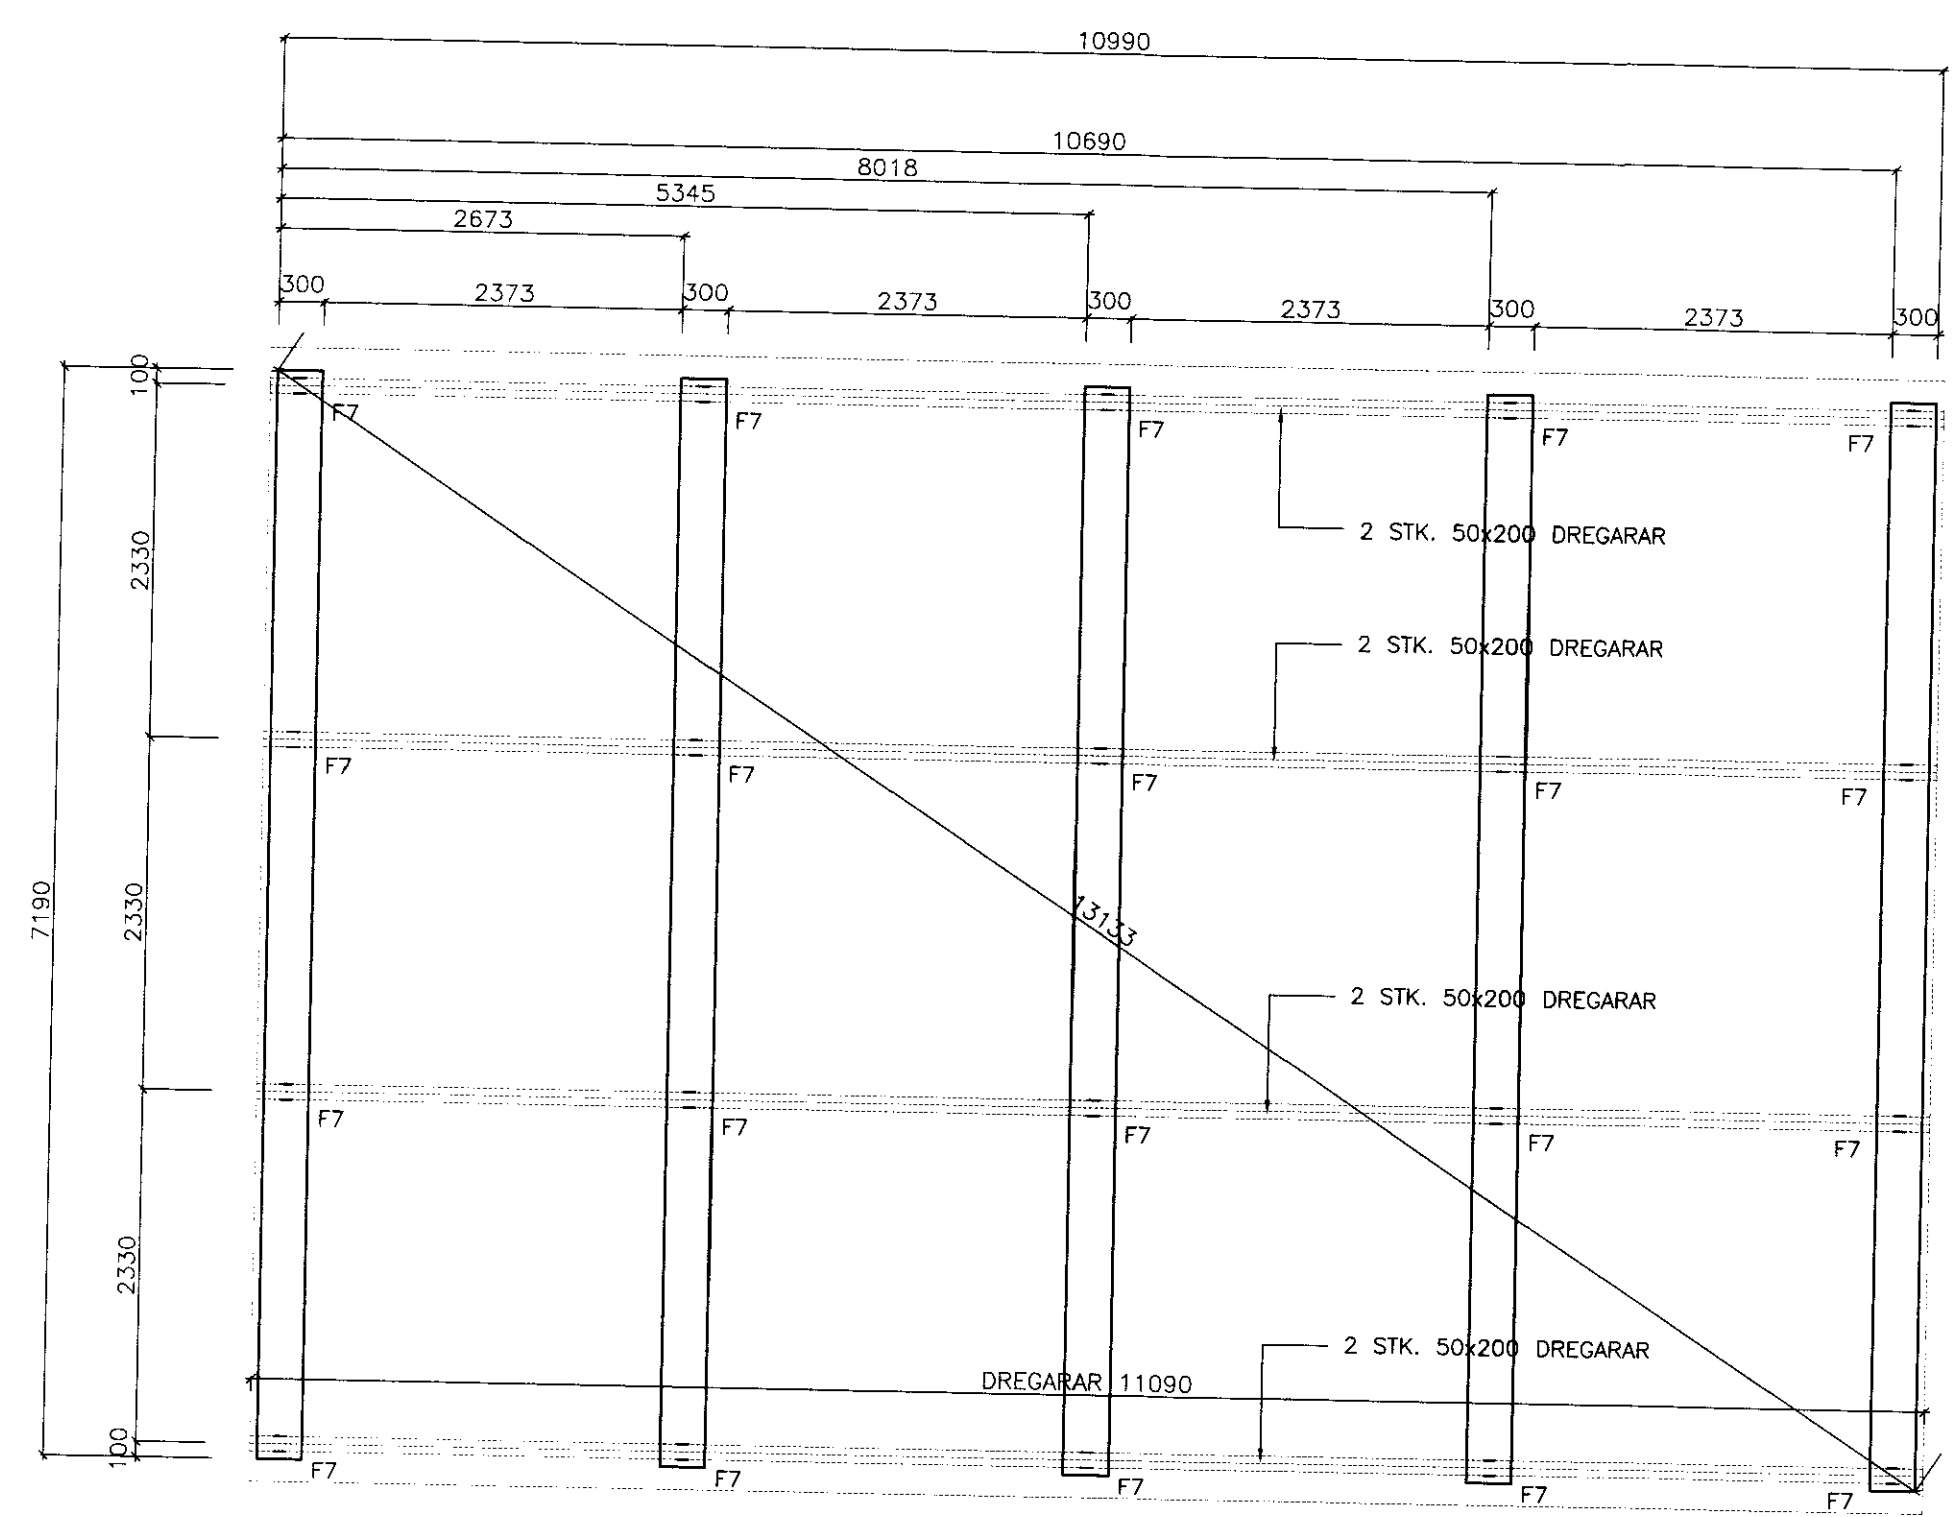 10990
10690
8018
5345
2673
300 2373 300 2373 300 2373 300 2373 300
100
F7 F7 F7 F7 F7
2 STK. 50x200 DREGARAR
2330
2 STK. 50x200 DREGARAR
F7 F7 F7 F7 F7
7190
2330
13133
2 STK. 50x200 DREGARAR
F7 F7 F7 F7 F7
2330
2 STK. 50x200 DREGARAR
DREGARAR 11090
100
F7 F7 F7 F7 F7